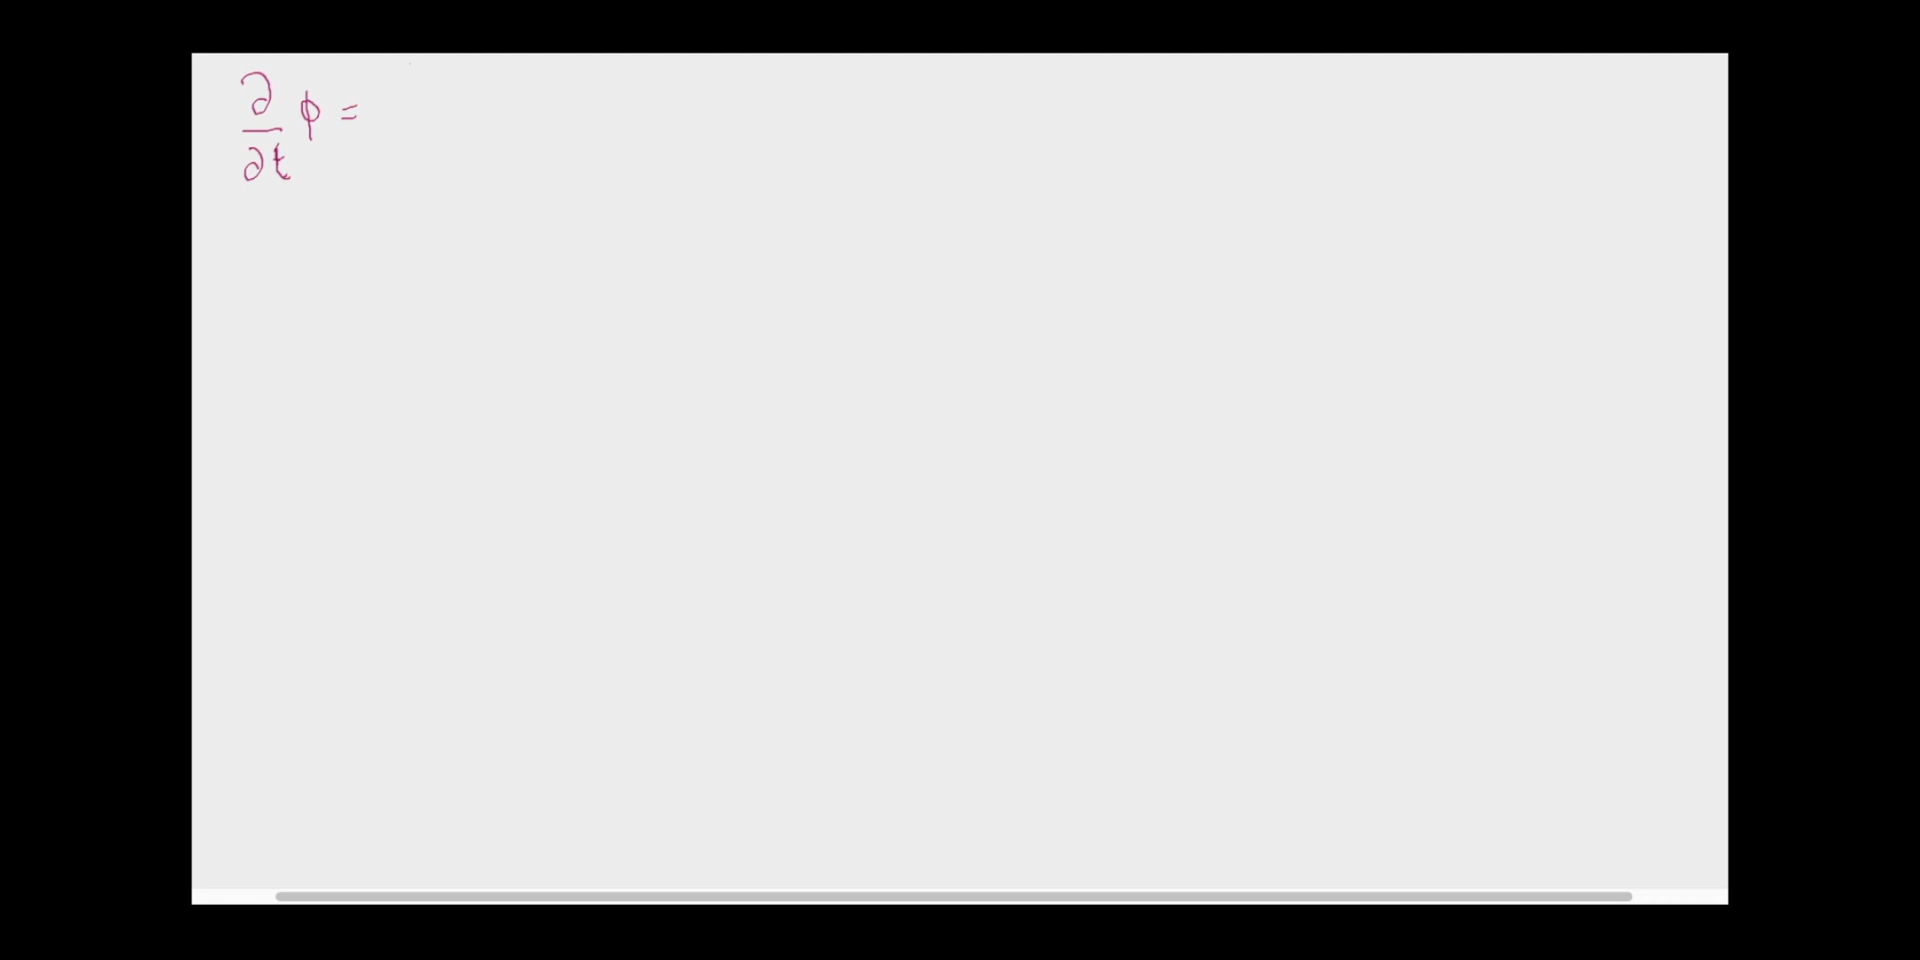 ∂/∂t ϕ =